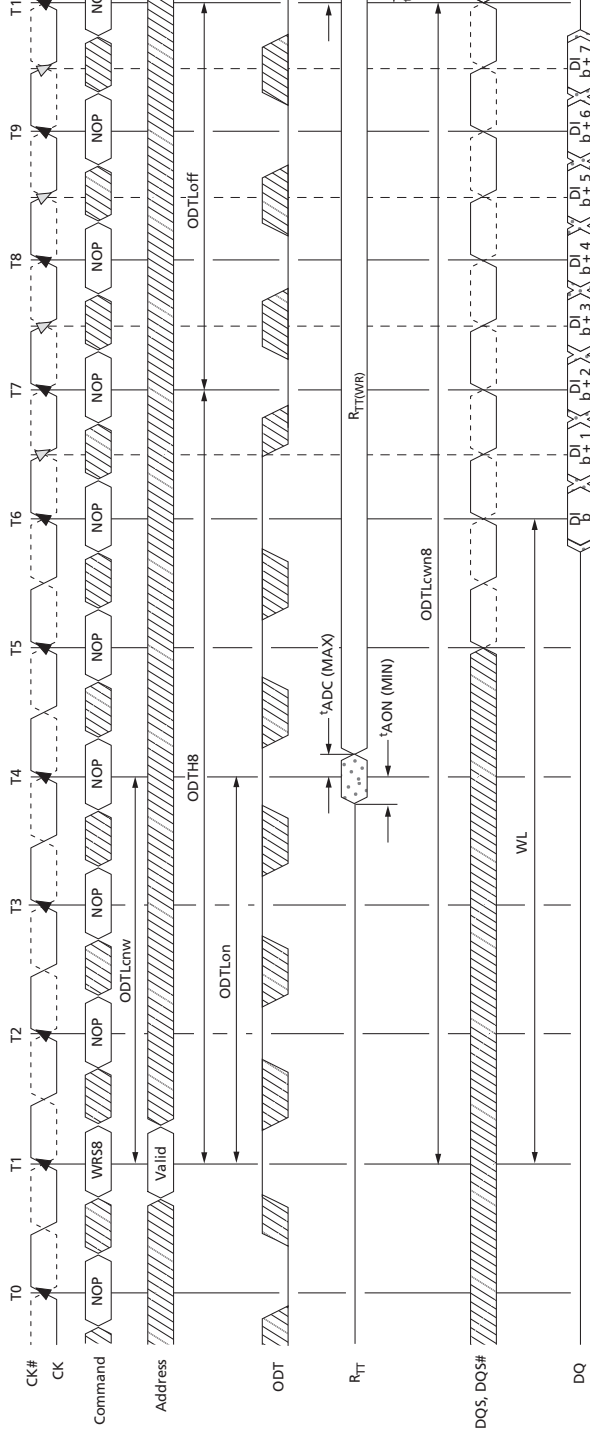 T0 T1 T2 T3 T4 T5 T6 T7 T8 T9 T1
CK#
CK
Command NOP WRS8 NOP NOP NOP NOP NOP NOP NOP NOP
ODTLcnw
Address Valid
ODTH8 ODTLoff
ODTLon
ODT
tADC (MAX)
RTT RTT(WR)
tAON (MIN)
ODTLcwn8
DQS, DQS#
WL
DQ DI b DI b + 1 DI b + 2 DI b + 3 DI b + 4 DI b + 5 DI b + 6 DI b + 7